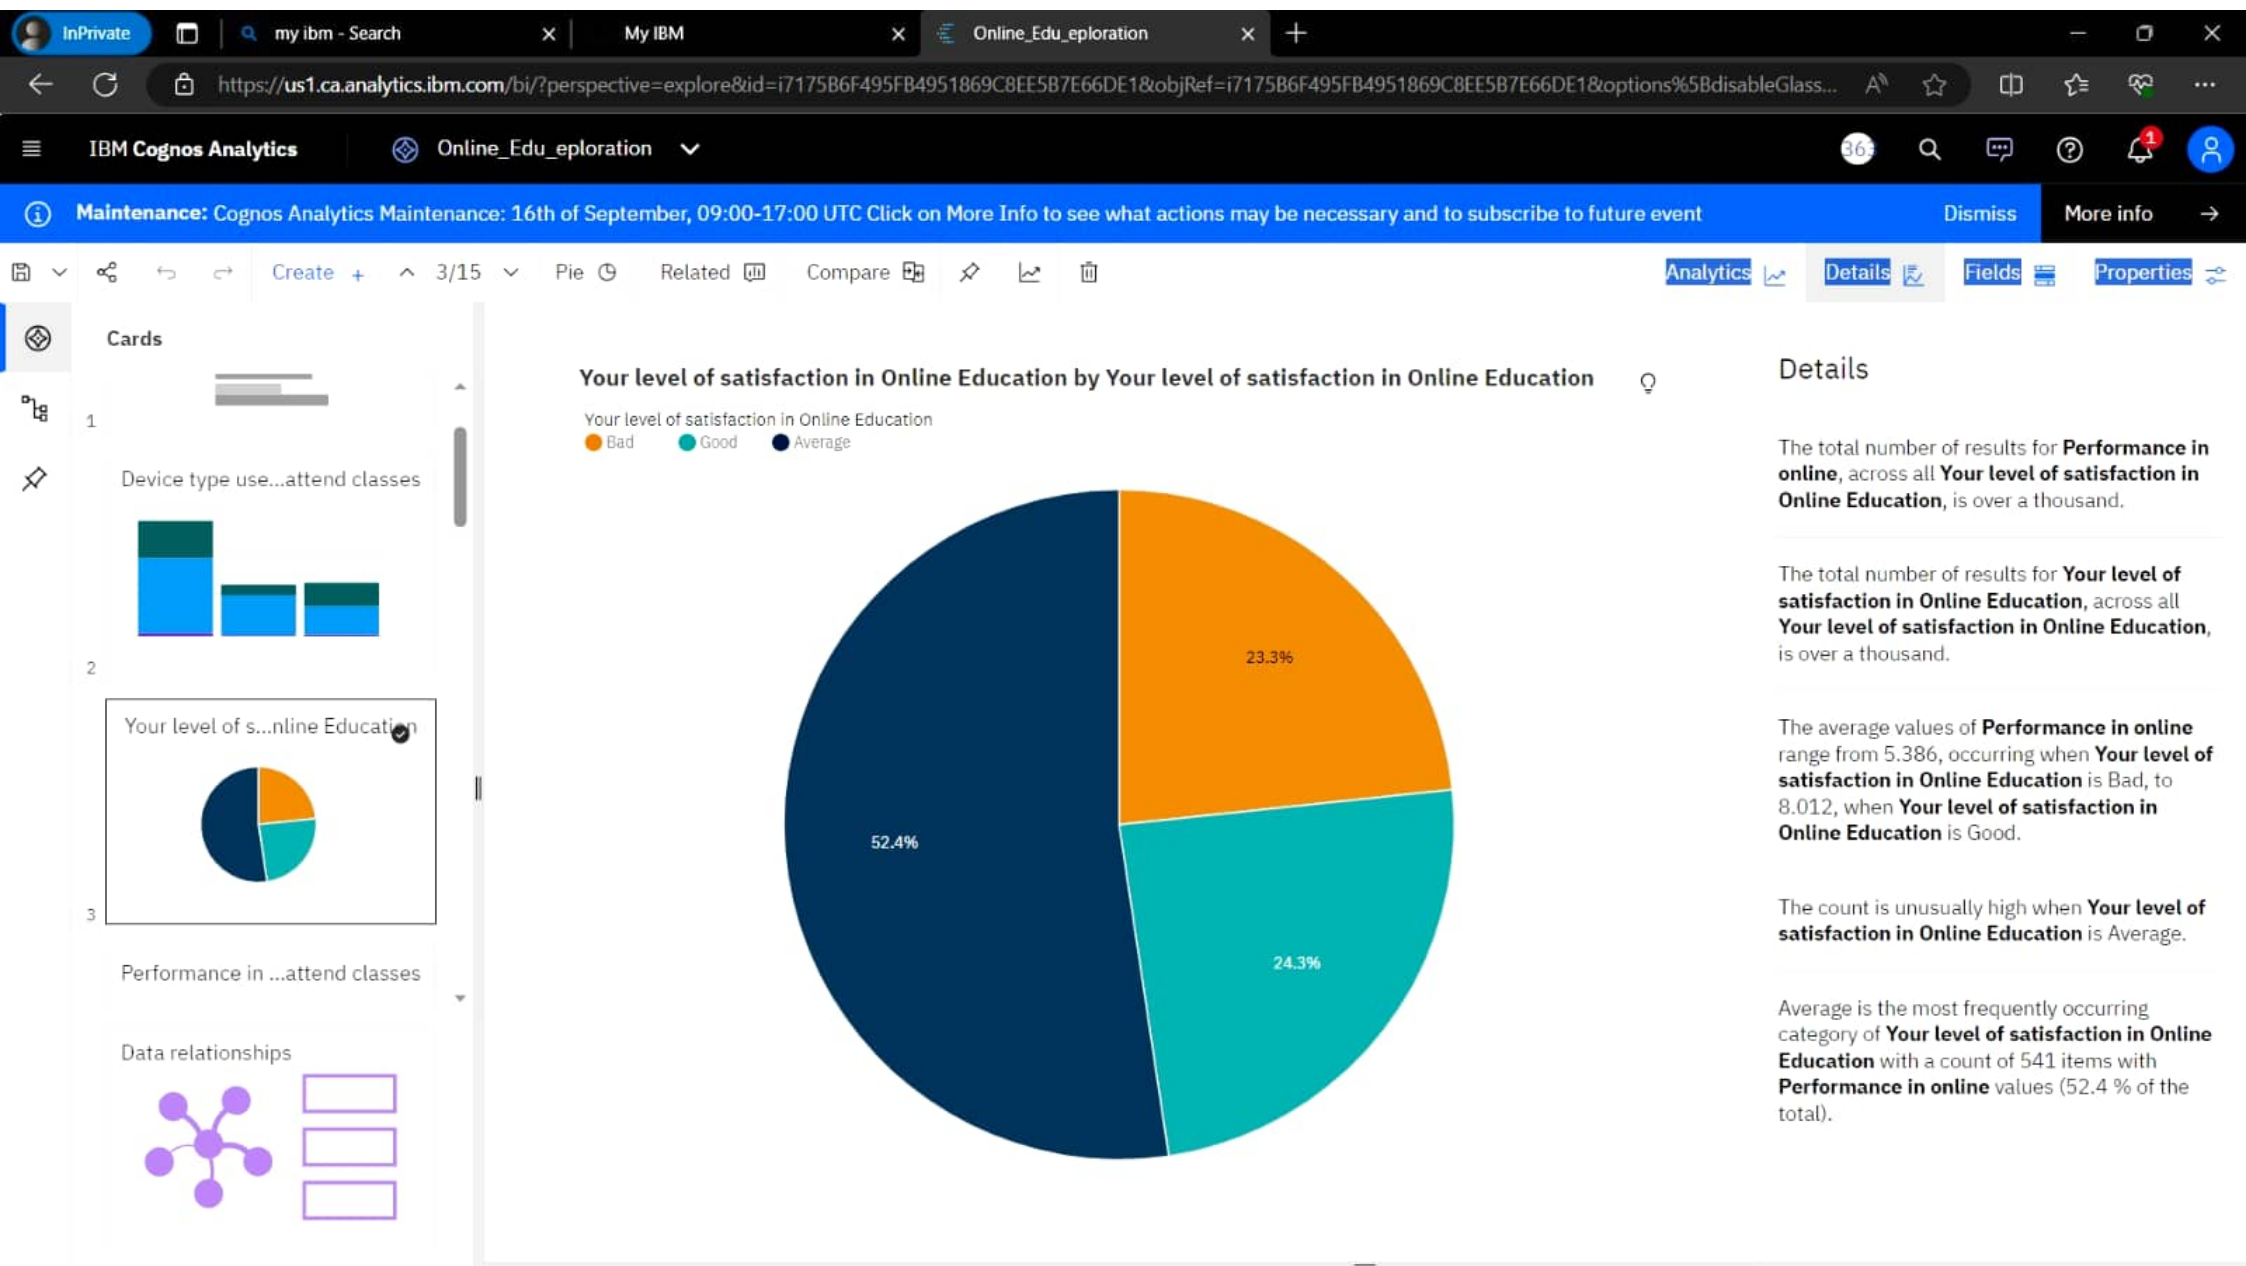 InPrivate
my ibm - Search
My IBM
Online_Edu_eploration
https://us1.ca.analytics.ibm.com/bi/?perspective=explore&id=i7175B6F495FB4951869C8EE5B7E66DE1&objRef=i7175B6F495FB4951869C8EE5B7E66DE1&options%5BdisableGlass...
IBM Cognos Analytics
Online_Edu_eploration
363
1
Maintenance: Cognos Analytics Maintenance: 16th of September, 09:00-17:00 UTC Click on More Info to see what actions may be necessary and to subscribe to future event
Dismiss
More info
Create +
3/15
Pie
Related
Compare
Analytics
Details
Fields
Properties
Cards
1
Device type use...attend classes
2
Your level of s...nline Education
3
Performance in ...attend classes
Data relationships
Your level of satisfaction in Online Education by Your level of satisfaction in Online Education
Your level of satisfaction in Online Education
Bad
Good
Average
23.3%
52.4%
24.3%
Details
The total number of results for Performance in
online, across all Your level of satisfaction in
Online Education, is over a thousand.
The total number of results for Your level of
satisfaction in Online Education, across all
Your level of satisfaction in Online Education,
is over a thousand.
The average values of Performance in online
range from 5.386, occurring when Your level of
satisfaction in Online Education is Bad, to
8.012, when Your level of satisfaction in
Online Education is Good.
The count is unusually high when Your level of
satisfaction in Online Education is Average.
Average is the most frequently occurring
category of Your level of satisfaction in Online
Education with a count of 541 items with
Performance in online values (52.4 % of the
total).